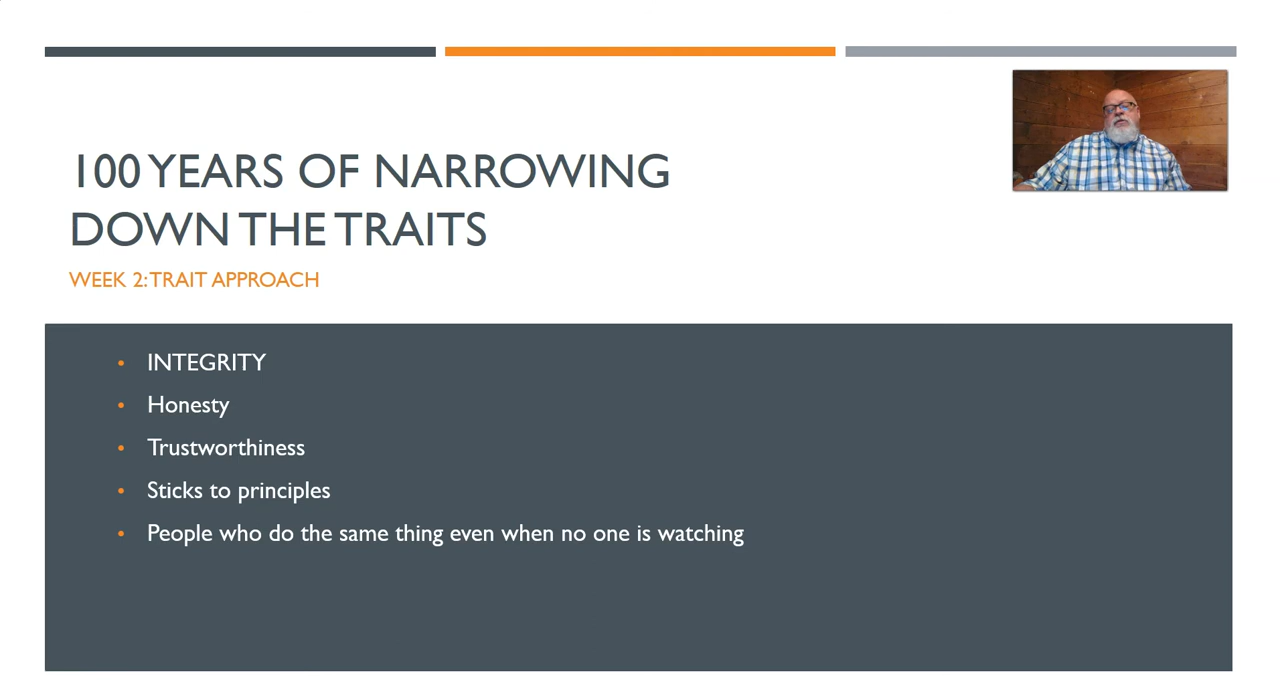 100 YEARS OF NARROWING
DOWN THE TRAITS
WEEK 2: TRAIT APPROACH
• INTEGRITY
• Honesty
• Trustworthiness
• Sticks to principles
• People who do the same thing even when no one is watching